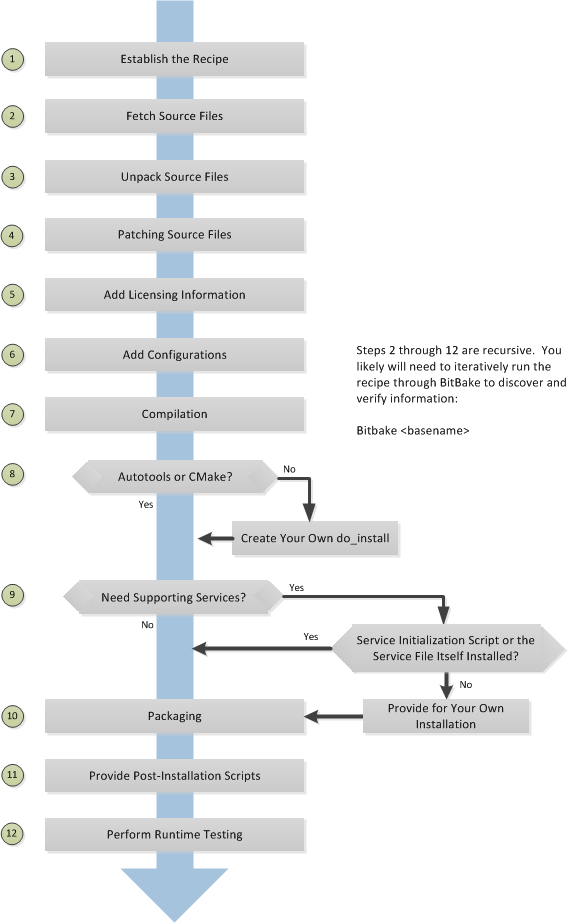 1
Establish the Recipe
2
Fetch Source Files
3
Unpack Source Files
4
Patching Source Files
5
Add Licensing Information
6
Add Configurations
Steps 2 through 12 are recursive.  You
likely will need to iteratively run the
recipe through BitBake to discover and
verify information:
Bitbake <basename>
7
Compilation
8
Autotools or CMake?
No
Yes
Create Your Own do_install
9
Need Supporting Services?
Yes
No
Yes
Service Initialization Script or the
Service File Itself Installed?
No
10
Packaging
Provide for Your Own
Installation
11
Provide Post-Installation Scripts
12
Perform Runtime Testing